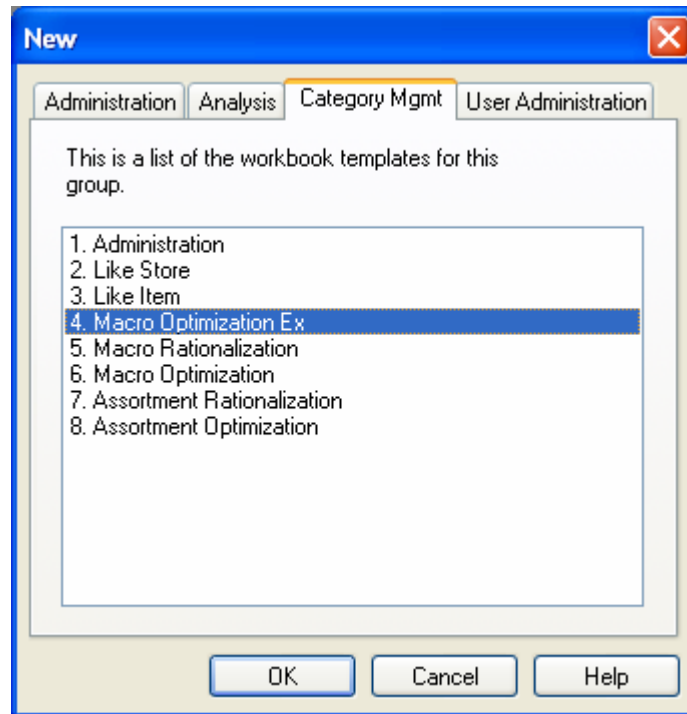 New
Administration Analysis Category Mgmt User Administration
This is a list of the workbook templates for this
group.
1. Administration
2. Like Store
3. Like Item
4. Macro Optimization Ex
5. Macro Rationalization
6. Macro Optimization
7. Assortment Rationalization
8. Assortment Optimization
OK Cancel Help